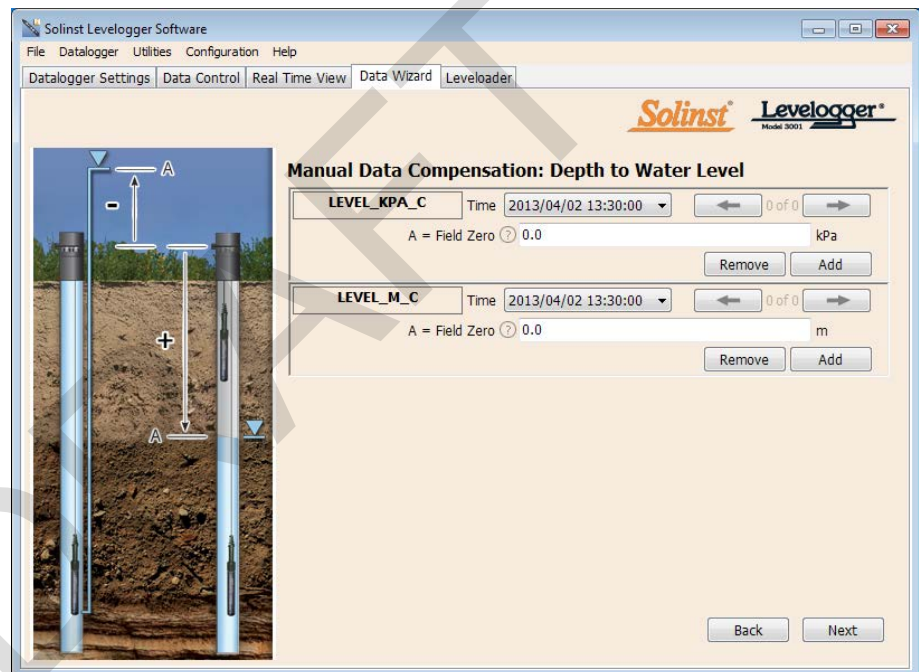 Solinst Levelogger Software
File Datalogger Utilities Configuration Help
Datalogger Settings Data Control Real Time View Data Wizard Leveloader
Solinst Levelogger
Model 3001
Manual Data Compensation: Depth to Water Level
LEVEL_KPA_C Time 2013/04/02 13:30:00 0 of 0
A = Field Zero ? 0.0 kPa
Remove Add
LEVEL_M_C Time 2013/04/02 13:30:00 0 of 0
A = Field Zero ? 0.0 m
Remove Add
A
-
+
A
Back Next
DRAFT